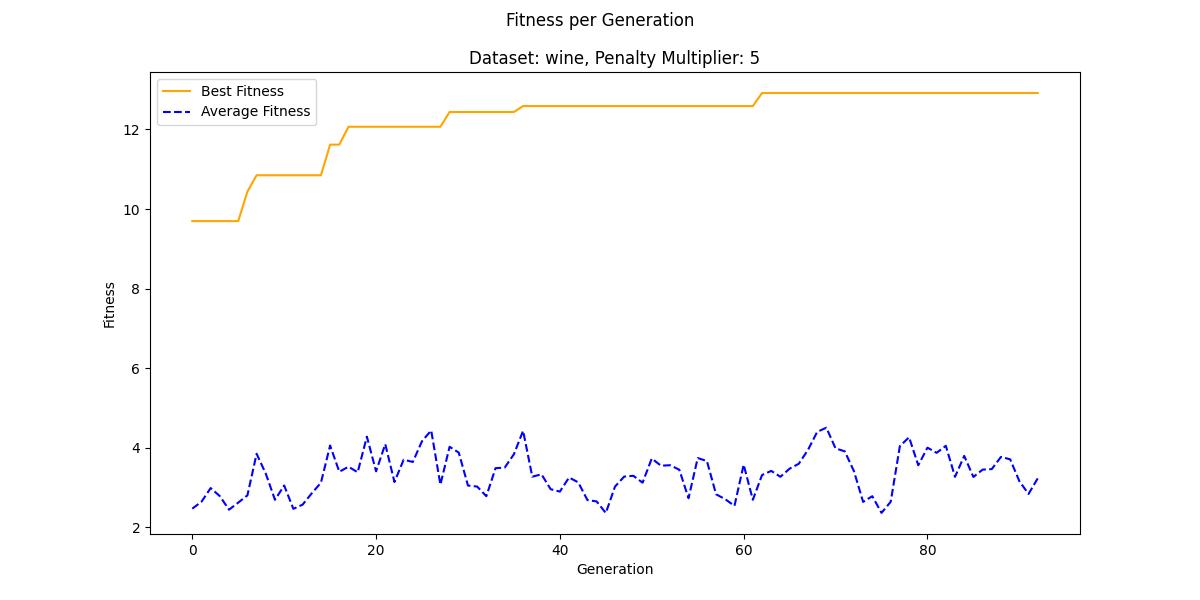 Fitness per Generation
Dataset: wine, Penalty Multiplier: 5
Best Fitness
Average Fitness
12
10
8
6
4
2
Fitness
0 20 40 60 80
Generation